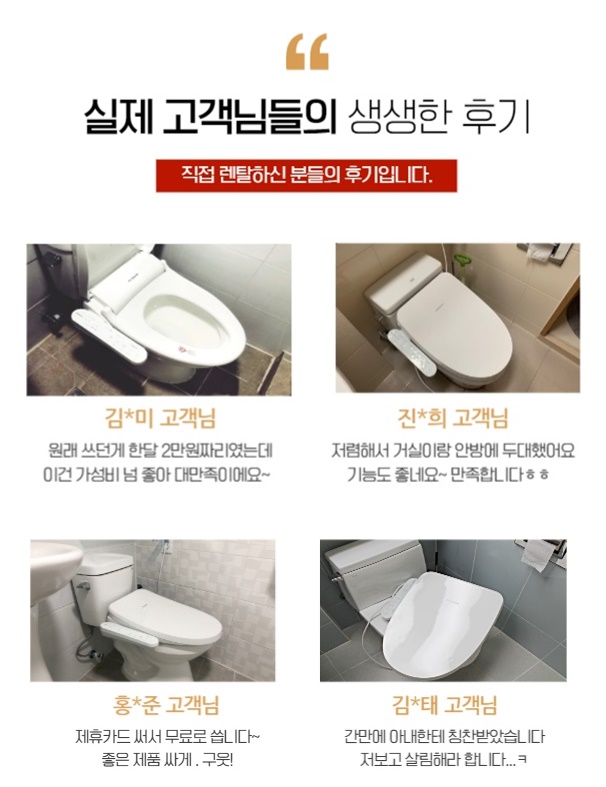 실제 고객님들의 생생한 후기
직접 렌탈하신 분들의 후기입니다.
김*미 고객님
원래 쓰던게 한달 2만원짜리였는데
이건 가성비 넘 좋아 대만족이에요~
진*희 고객님
저렴해서 거실이랑 안방에 두대했어요
기능도 좋네요~ 만족합니다ㅎㅎ
홍*준 고객님
제휴카드 써서 무료로 씁니다~
좋은 제품 싸게 . 구웃!
김*태 고객님
간만에 아내한테 칭찬받았습니다
저보고 살림해라 합니다...ㅋ